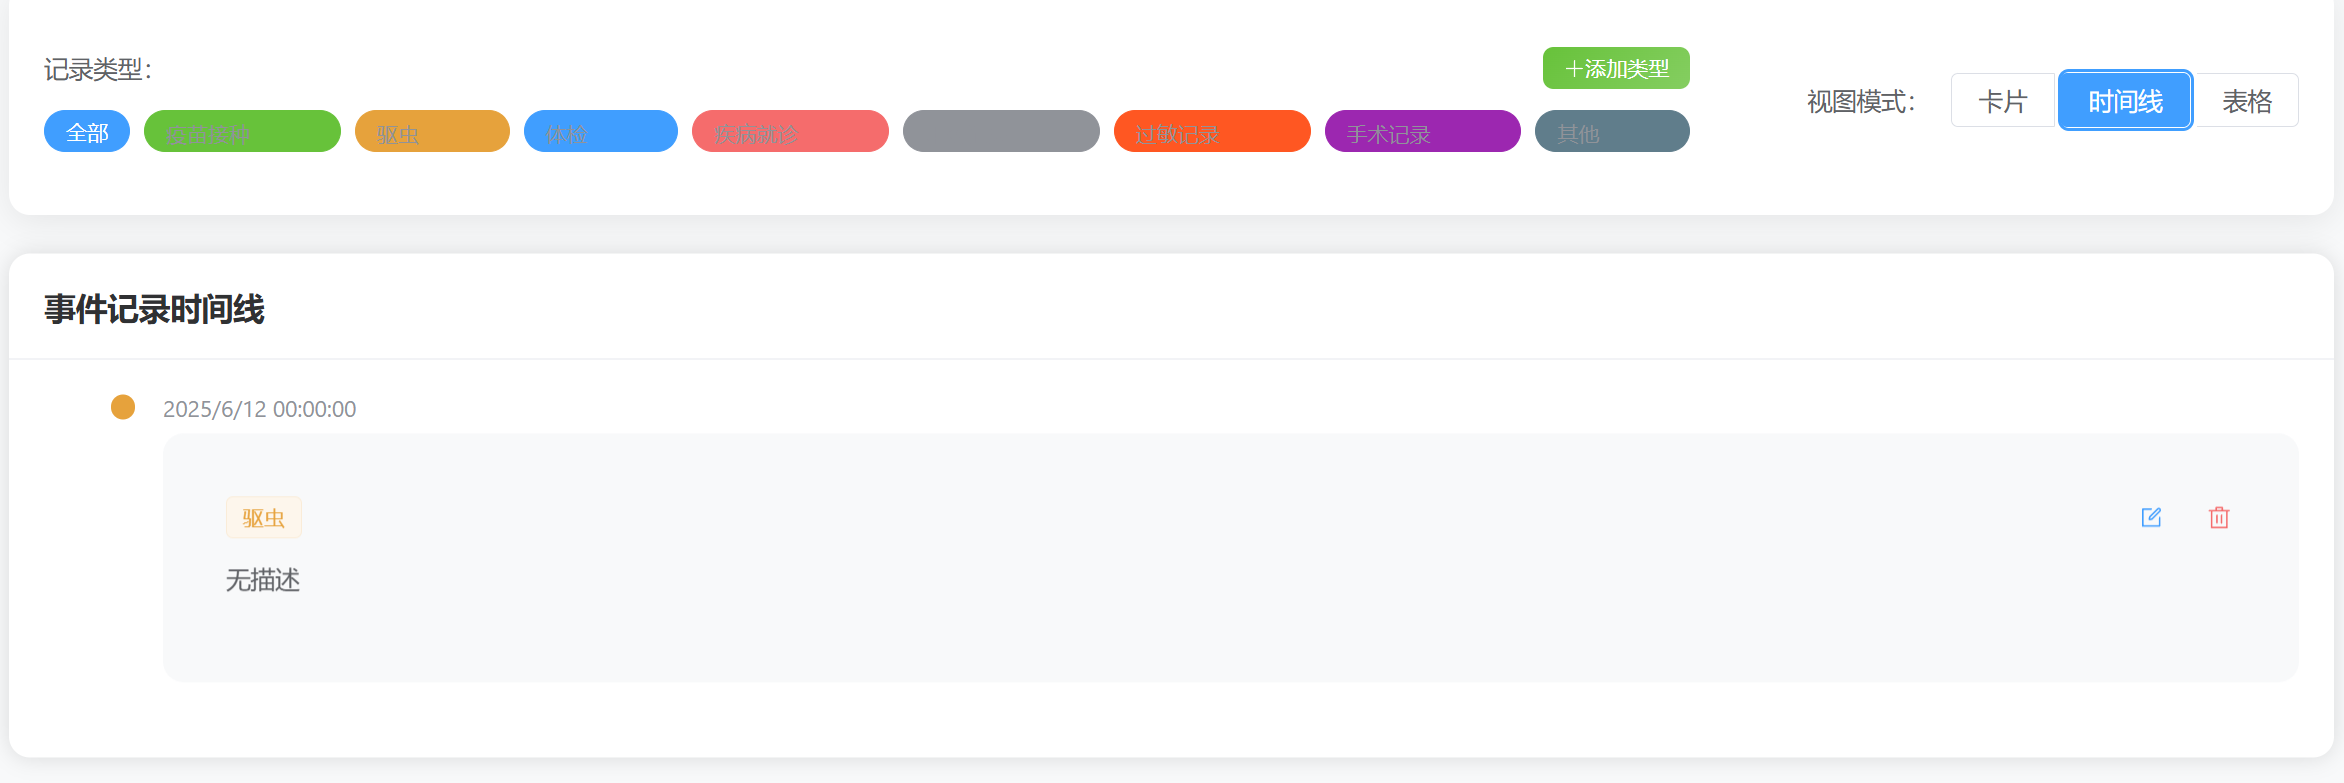 记录类型：
＋添加类型
全部 疫苗接种 驱虫 体检 疾病就诊 过敏记录 手术记录 其他
视图模式： 卡片 时间线 表格
事件记录时间线
2025/6/12 00:00:00
驱虫
无描述